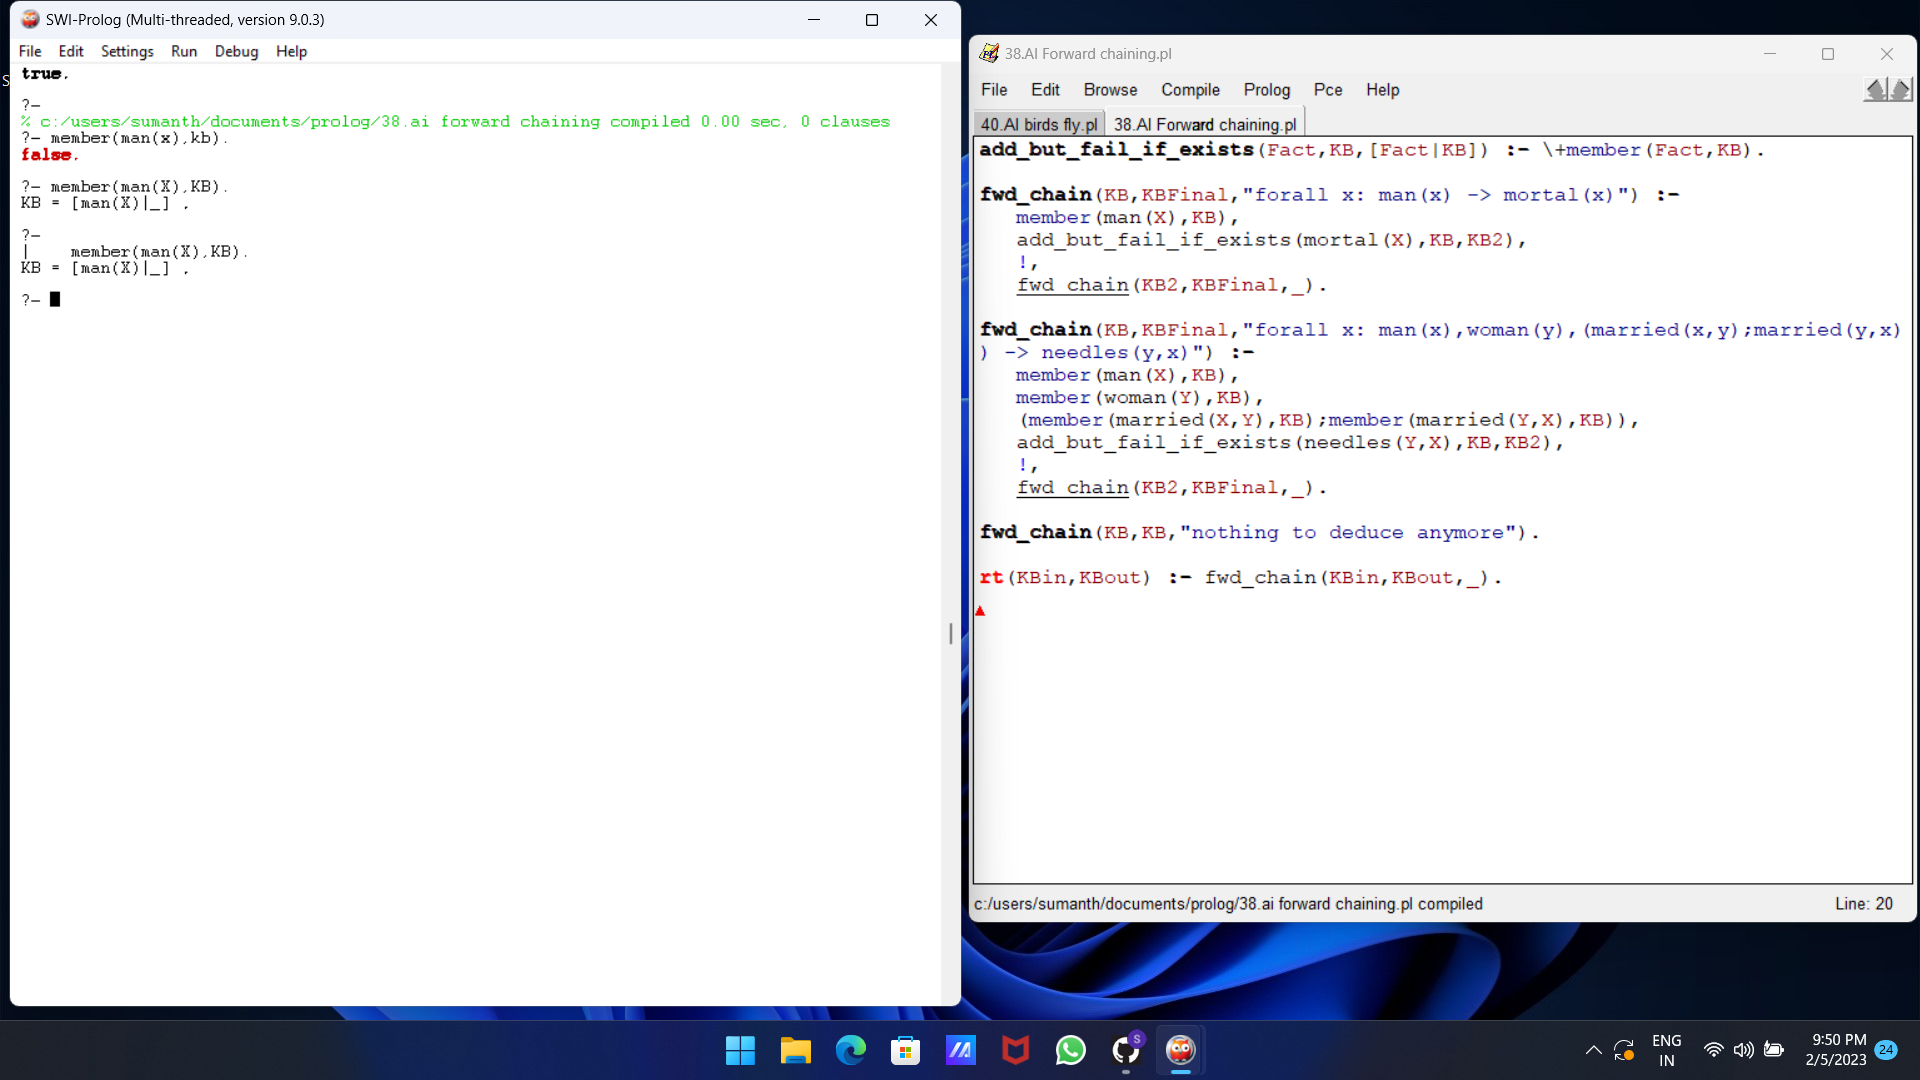 SWI-Prolog (Multi-threaded, version 9.0.3)
File Edit Settings Run Debug Help
true.
?-
% c:/users/sumanth/documents/prolog/38.ai forward chaining compiled 0.00 sec, 0 clauses
?- member(man(x),kb).
false.
?- member(man(X),KB).
KB = [man(X)|_] .
?-
|    member(man(X),KB).
KB = [man(X)|_] .
?-
S
38.AI Forward chaining.pl
File Edit Browse Compile Prolog Pce Help
40.AI birds fly.pl 38.AI Forward chaining.pl
add_but_fail_if_exists(Fact,KB,[Fact|KB]) :- \+member(Fact,KB).
fwd_chain(KB,KBFinal,"forall x: man(x) -> mortal(x)") :-
member(man(X),KB),
add_but_fail_if_exists(mortal(X),KB,KB2),
!,
fwd_chain(KB2,KBFinal,_).
fwd_chain(KB,KBFinal,"forall x: man(x),woman(y),(married(x,y);married(y,x)
) -> needles(y,x)") :-
member(man(X),KB),
member(woman(Y),KB),
(member(married(X,Y),KB);member(married(Y,X),KB)),
add_but_fail_if_exists(needles(Y,X),KB,KB2),
!,
fwd_chain(KB2,KBFinal,_).
fwd_chain(KB,KB,"nothing to deduce anymore").
rt(KBin,KBout) :- fwd_chain(KBin,KBout,_).
c:/users/sumanth/documents/prolog/38.ai forward chaining.pl compiled Line: 20
S
ENG
IN
9:50 PM
2/5/2023
24